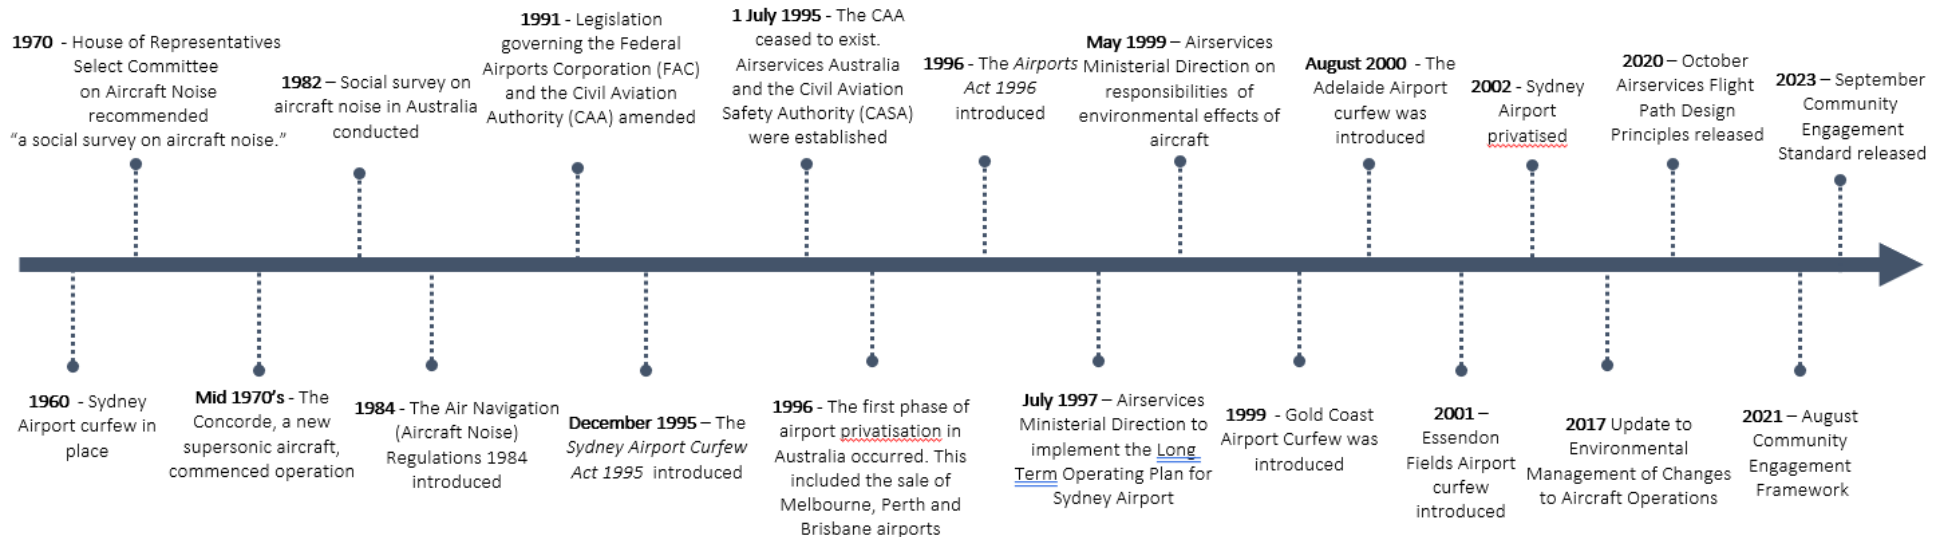 1970 - House of Representatives
Select Committee
on Aircraft Noise
recommended
“a social survey on aircraft noise.”
1982 – Social survey on
aircraft noise in Australia
conducted
1991 - Legislation
governing the Federal
Airports Corporation (FAC)
and the Civil Aviation
Authority (CAA) amended
1 July 1995 - The CAA
ceased to exist.
Airservices Australia
and the Civil Aviation
Safety Authority (CASA)
were established
1996 - The Airports
Act 1996
introduced
May 1999 – Airservices
Ministerial Direction on
responsibilities of
environmental effects of
aircraft
August 2000 - The
Adelaide Airport
curfew was
introduced
2002 - Sydney
Airport
privatised
2020 – October
Airservices Flight
Path Design
Principles released
2023 – September
Community
Engagement
Standard released
1960 - Sydney
Airport curfew in
place
Mid 1970’s - The
Concorde, a new
supersonic aircraft,
commenced operation
1984 - The Air Navigation
(Aircraft Noise)
Regulations 1984
introduced
December 1995 – The
Sydney Airport Curfew
Act 1995 introduced
1996 - The first phase of
airport privatisation in
Australia occurred. This
included the sale of
Melbourne, Perth and
Brisbane airports
July 1997 – Airservices
Ministerial Direction to
implement the Long
Term Operating Plan for
Sydney Airport
1999 - Gold Coast
Airport Curfew was
introduced
2001 –
Essendon
Fields Airport
curfew
introduced
2017 Update to
Environmental
Management of Changes
to Aircraft Operations
2021 – August
Community
Engagement
Framework